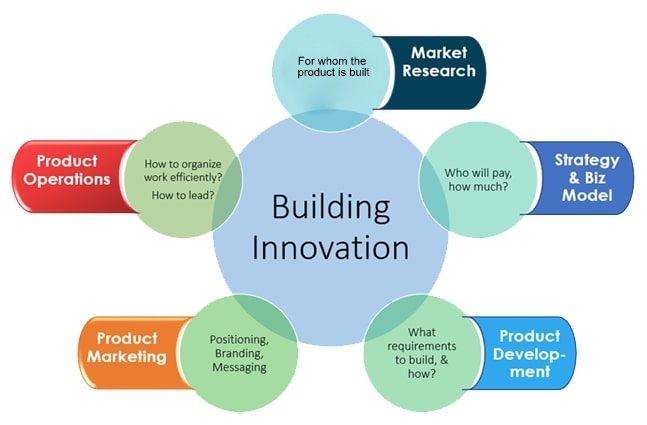 For whom the
product is built
Market
Research
Product
Operations
How to organize
work efficiently?
How to lead?
Who will pay,
how much?
Strategy
& Biz
Model
Building
Innovation
Product
Marketing
Positioning,
Branding,
Messaging
What
requirements
to build, &
how?
Product
Develop-
ment